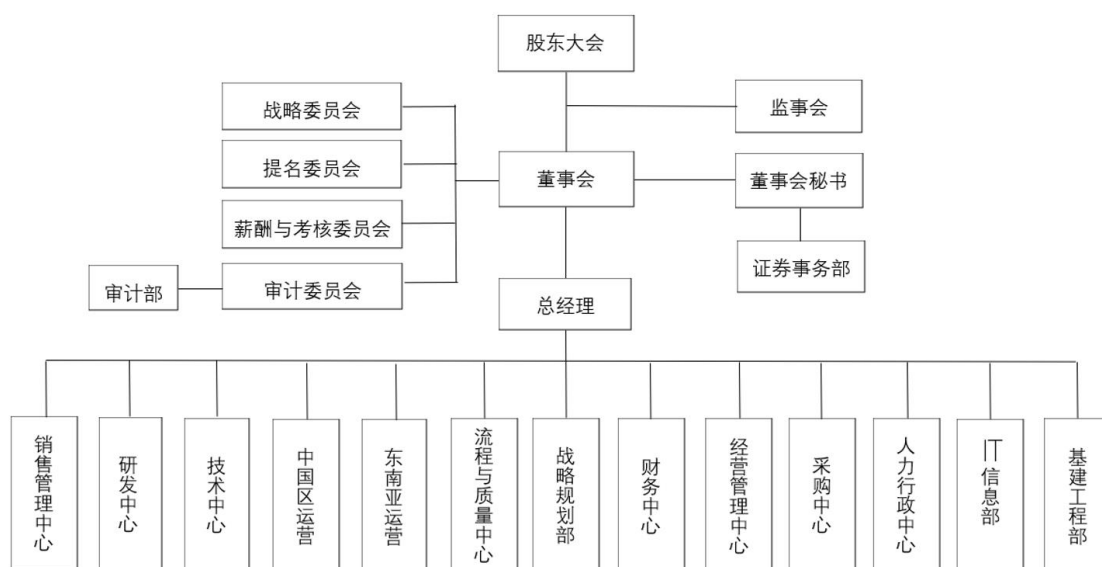 股东大会
战略委员会
监事会
提名委员会
董事会
董事会秘书
薪酬与考核委员会
证券事务部
审计部
审计委员会
总经理
销售管理中心
研发中心
技术中心
中国区运营
东南亚运营
流程与质量中心
战略规划部
财务中心
经营管理中心
采购中心
人力行政中心
IT信息部
基建工程部